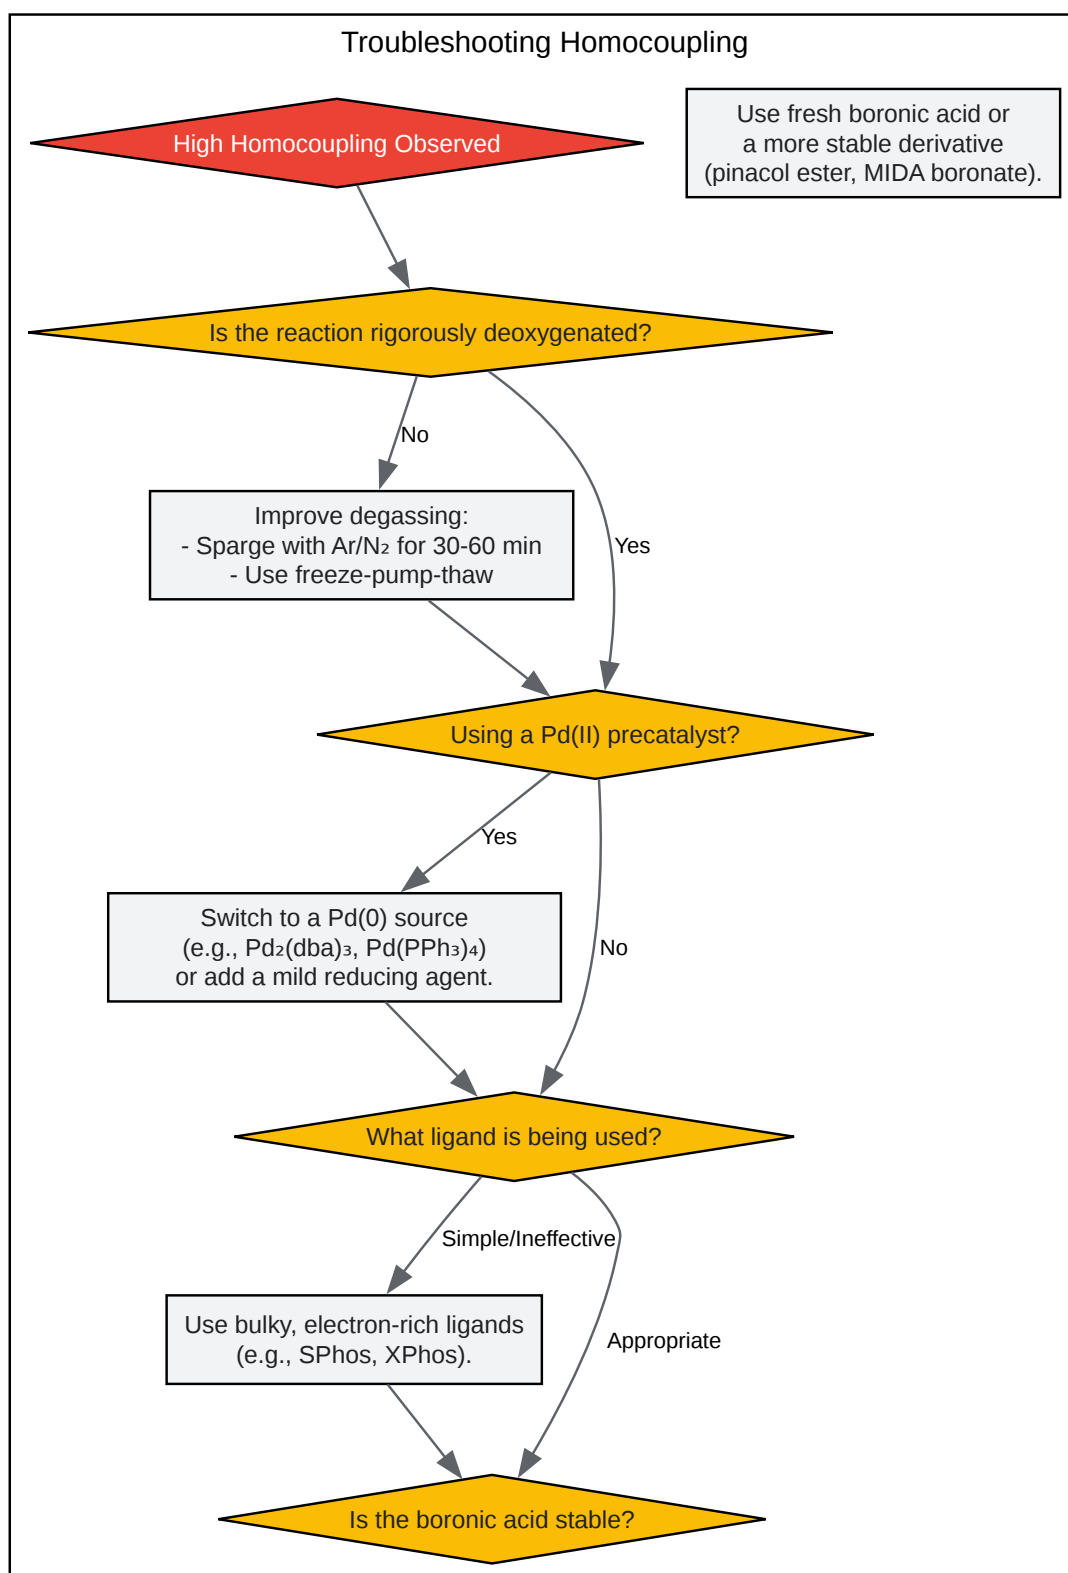 Troubleshooting Homocoupling
High Homocoupling Observed
Use fresh boronic acid or
a more stable derivative
(pinacol ester, MIDA boronate).
Is the reaction rigorously deoxygenated?
No
Improve degassing:
- Sparge with Ar/N₂ for 30-60 min
- Use freeze-pump-thaw
Yes
Using a Pd(II) precatalyst?
Yes
Switch to a Pd(0) source
(e.g., Pd₂(dba)₃, Pd(PPh₃)₄)
or add a mild reducing agent.
No
What ligand is being used?
Simple/Ineffective
Use bulky, electron-rich ligands
(e.g., SPhos, XPhos).
Appropriate
Is the boronic acid stable?